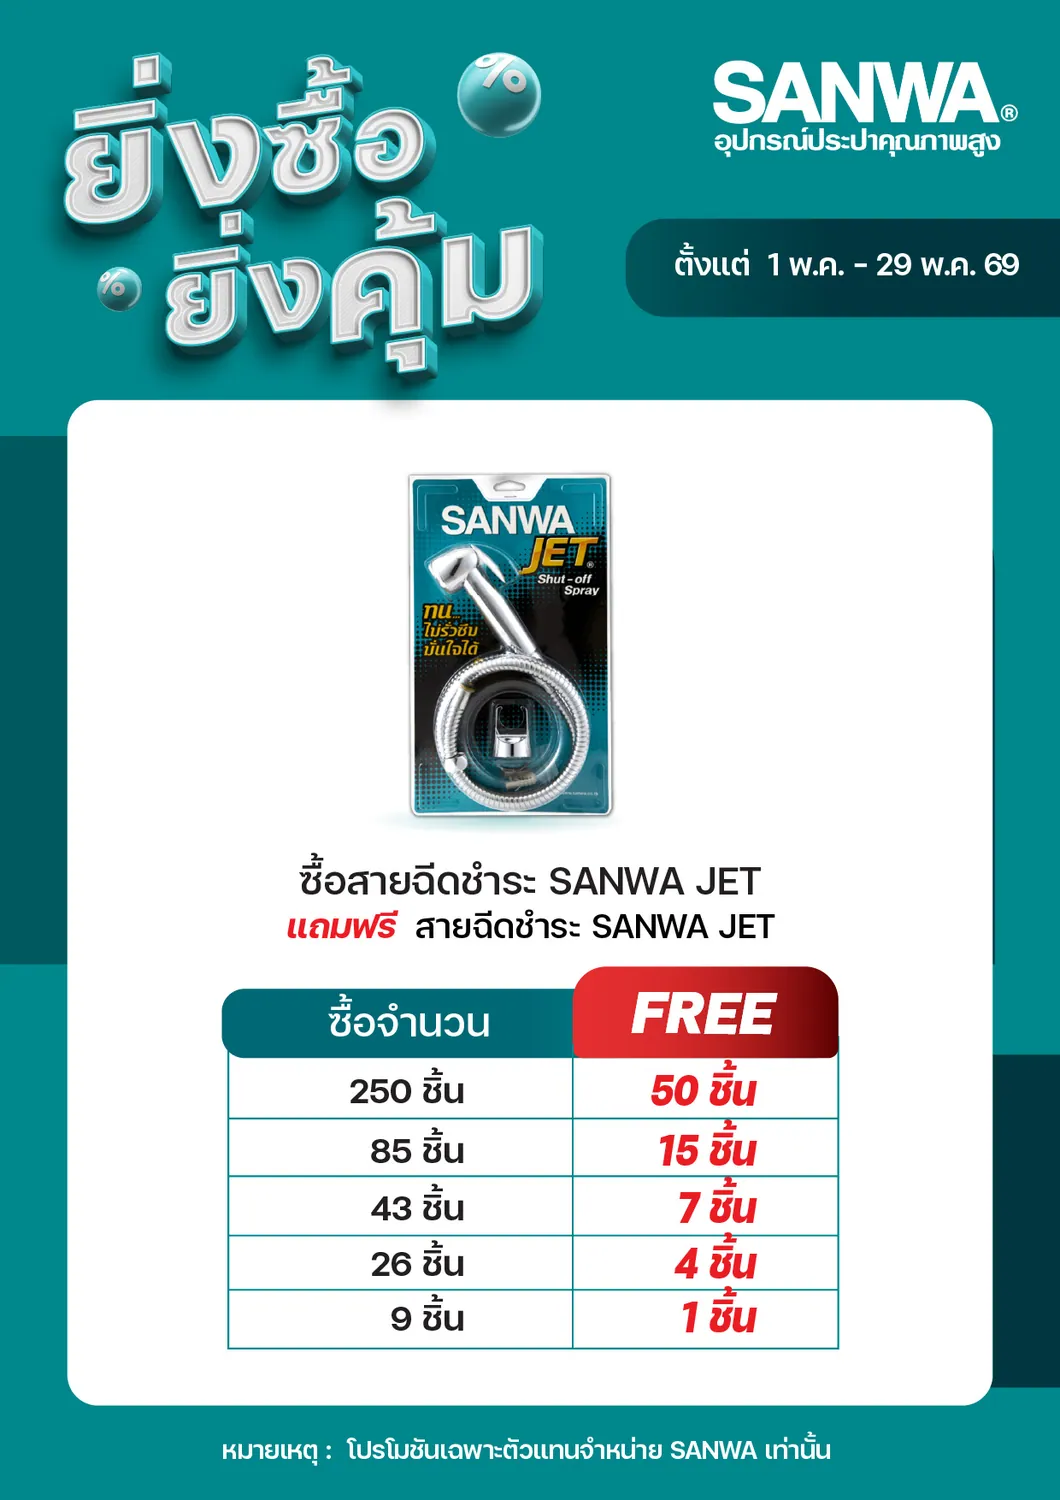 ยิ่งซื้อ
ยิ่งคุ้ม
%
%
SANWA®
อุปกรณ์ประปาคุณภาพสูง
ตั้งแต่ 1 พ.ค. - 29 พ.ค. 69
SANWA
JET®
Shut-off
Spray
ทน...
ไม่รั่วซึม
มั่นใจได้
ซื้อสายฉีดชำระ SANWA JET
แถมฟรี สายฉีดชำระ SANWA JET
ซื้อจำนวน FREE
250 ชิ้น 50 ชิ้น
85 ชิ้น 15 ชิ้น
43 ชิ้น 7 ชิ้น
26 ชิ้น 4 ชิ้น
9 ชิ้น 1 ชิ้น
หมายเหตุ : โปรโมชันเฉพาะตัวแทนจำหน่าย SANWA เท่านั้น